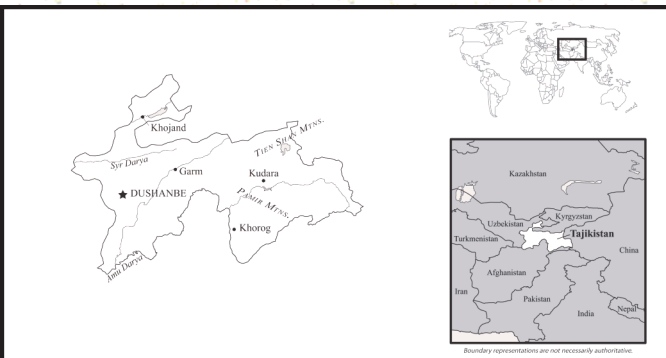 Khojand
TIEN SHAN MTNS.
Syr Darya
Garm
Kudara
DUSHANBE
PAMIR MTNS.
Khorog
Amu Darya
Kazakhstan
Uzbekistan
Kyrgyzstan
Turkmenistan
Tajikistan
China
Afghanistan
Iran
Pakistan
India
Nepal
Boundary representations are not necessarily authoritative.